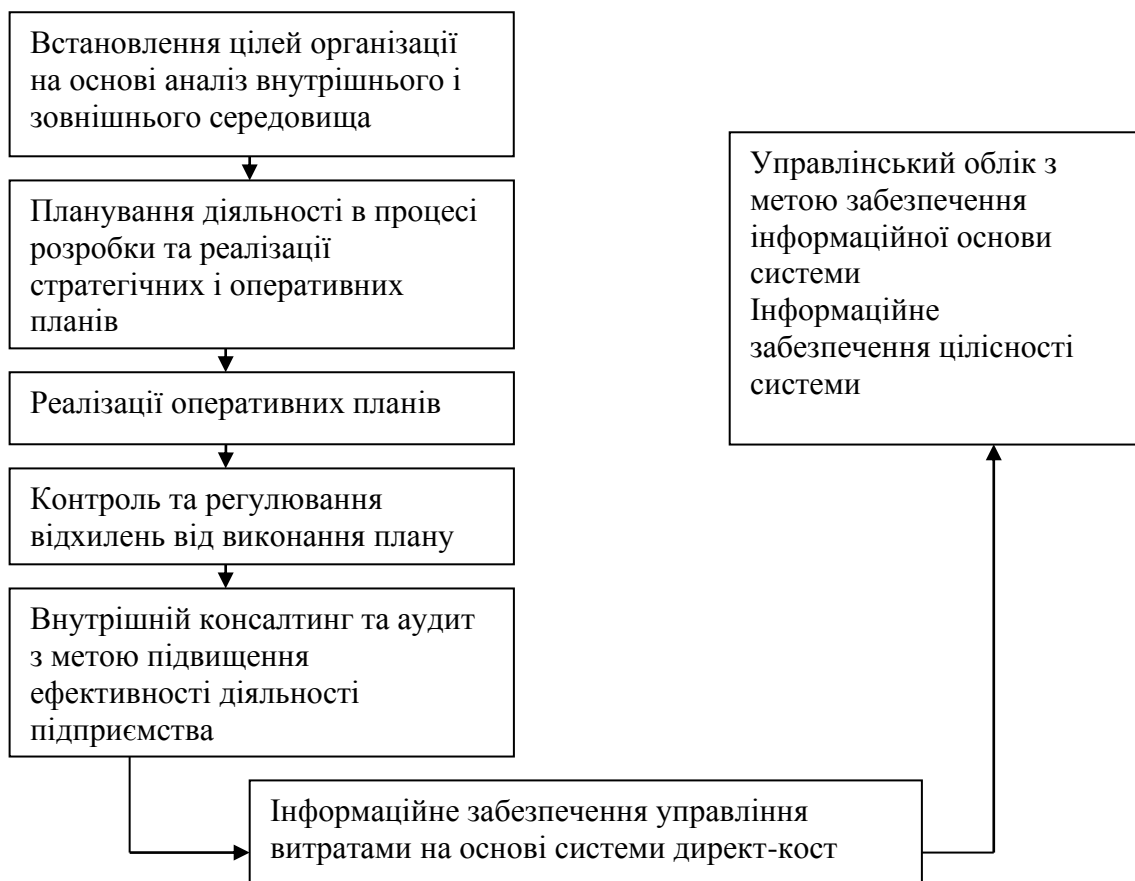 Встановлення цілей організації
на основі аналіз внутрішнього і
зовнішнього середовища
Планування діяльності в процесі
розробки та реалізації
стратегічних і оперативних
планів
Реалізації оперативних планів
Контроль та регулювання
відхилень від виконання плану
Внутрішній консалтинг та аудит
з метою підвищення
ефективності діяльності
підприємства
Інформаційне забезпечення управління
витратами на основі системи директ-кост
Управлінський облік з
метою забезпечення
інформаційної основи
системи
Інформаційне
забезпечення цілісності
системи